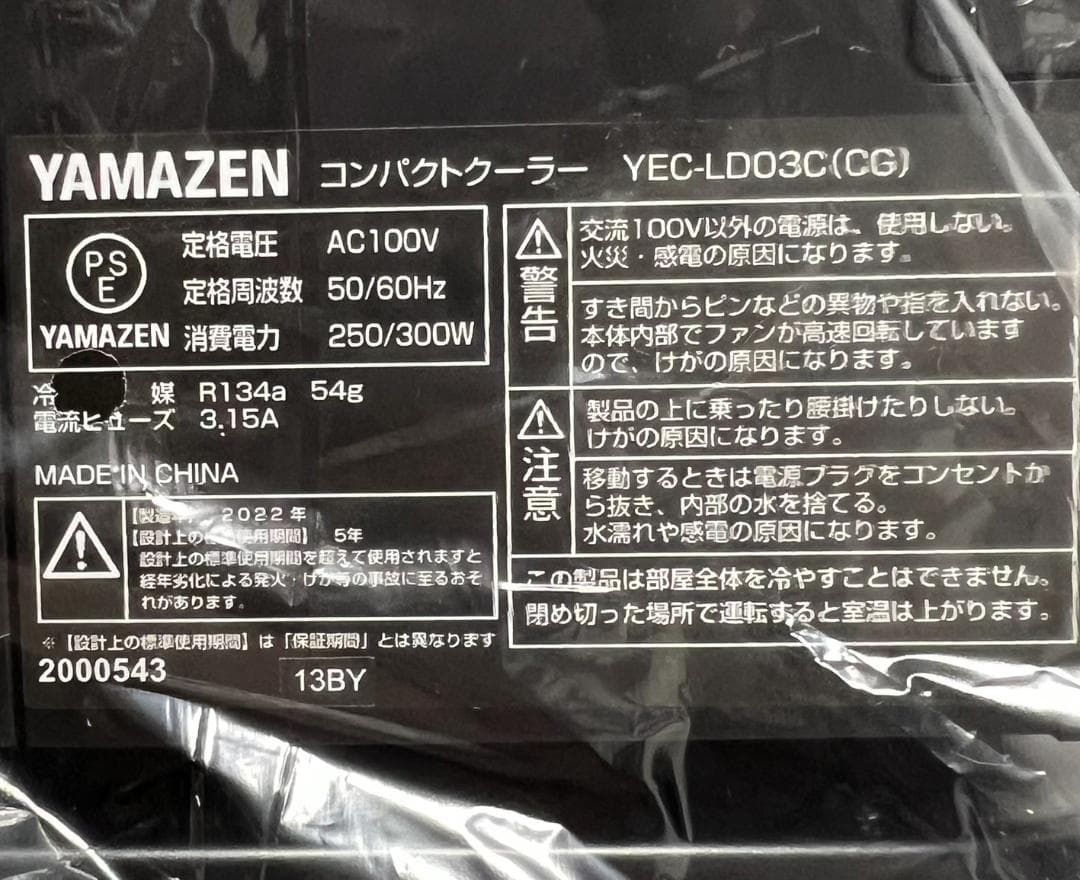 YAMAZEN コンパクトクーラー YEC-LD03C(CG)
PSE
YAMAZEN
定格電圧 AC100V
定格周波数 50/60Hz
消費電力 250/300W
冷 媒 R134a 54g
電流ヒューズ 3.15A
MADE IN CHINA
【製造年】 2022年
【設計上の標準使用期間】 5年
設計上の標準使用期間を超えて使用されますと
経年劣化による発火・けが等の事故に至るおそ
れがあります。
※【設計上の標準使用期間】は「保証期間」とは異なります
2000543
13BY
警告
交流100V以外の電源は、使用しない。
火災・感電の原因になります。
すき間からピンなどの異物や指を入れない。
本体内部でファンが高速回転しています
ので、けがの原因になります。
注意
製品の上に乗ったり腰掛けたりしない。
けがの原因になります。
移動するときは電源プラグをコンセントか
ら抜き、内部の水を捨てる。
水濡れや感電の原因になります。
この製品は部屋全体を冷やすことはできません。
閉め切った場所で運転すると室温は上がります。